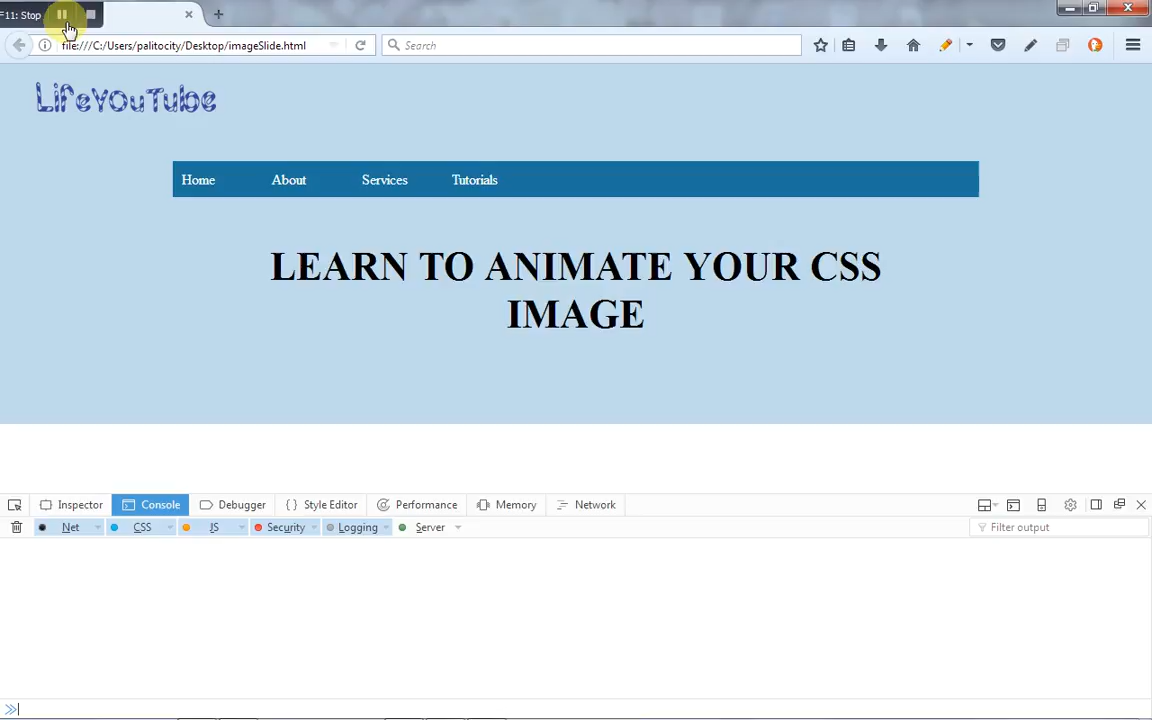 F11: Stop
file:///C:/Users/palitocity/Desktop/imageSlide.html
Search
LifeYouTube
Home About Services Tutorials
LEARN TO ANIMATE YOUR CSS
IMAGE
Inspector Console Debugger Style Editor Performance Memory Network
Net CSS JS Security Logging Server Filter output